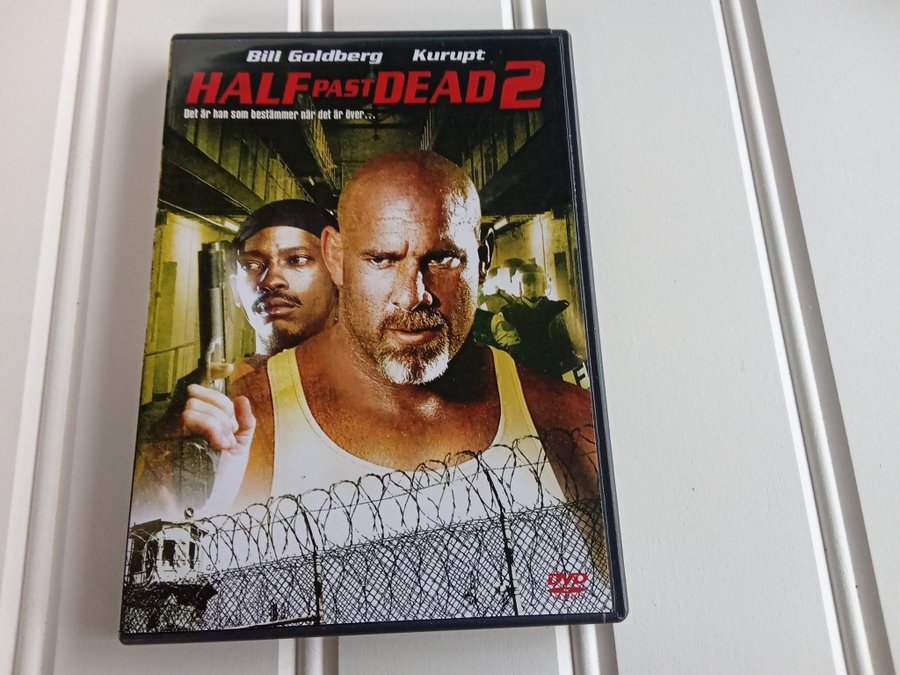 Bill Goldberg Kurupt
HALF PAST DEAD 2
Det är han som bestämmer när det är över...
DVD